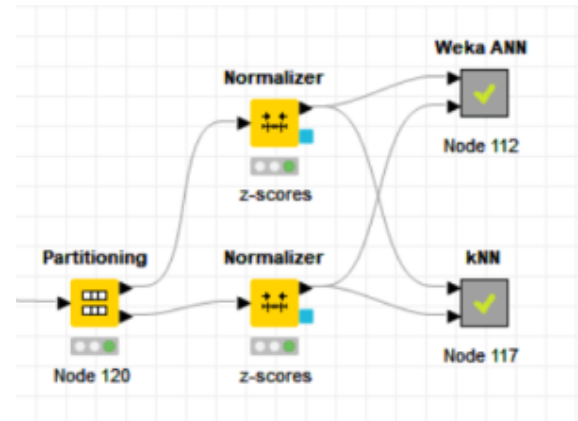 Weka ANN
Normalizer
Node 112
z-scores
Partitioning
Normalizer
kNN
Node 120
z-scores
Node 117